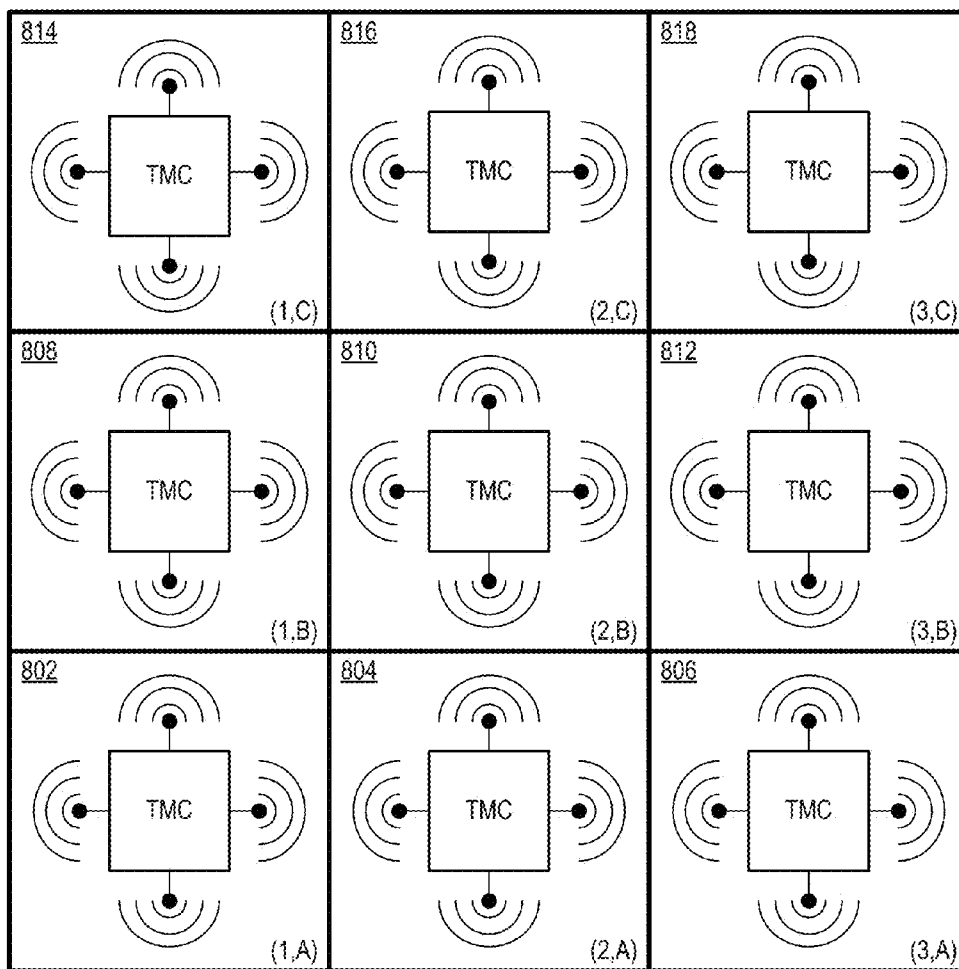 814
TMC
(1,C)
816
TMC
(2,C)
818
TMC
(3,C)
808
TMC
(1,B)
810
TMC
(2,B)
812
TMC
(3,B)
802
TMC
(1,A)
804
TMC
(2,A)
806
TMC
(3,A)